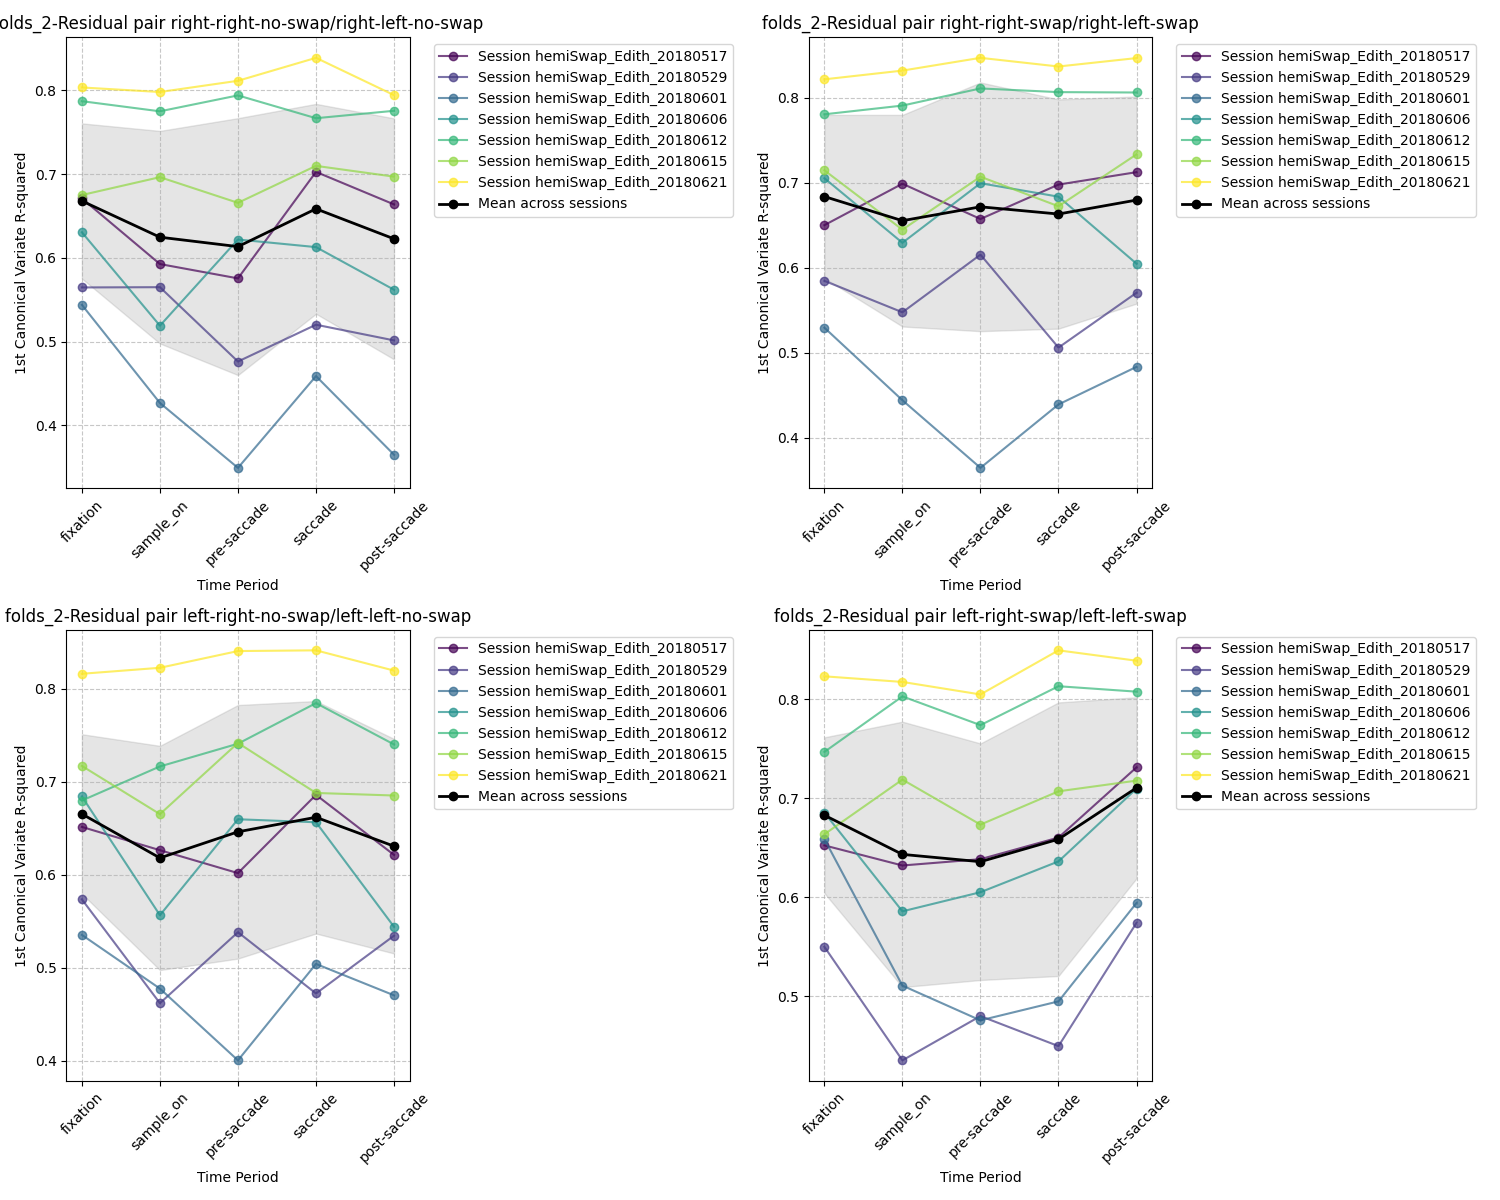 olds_2-Residual pair right-right-no-swap/right-left-no-swap
1st Canonical Variate R-squared
0.8
0.7
0.6
0.5
0.4
fixation
sample_on
pre-saccade
saccade
post-saccade
Time Period
Session hemiSwap_Edith_20180517
Session hemiSwap_Edith_20180529
Session hemiSwap_Edith_20180601
Session hemiSwap_Edith_20180606
Session hemiSwap_Edith_20180612
Session hemiSwap_Edith_20180615
Session hemiSwap_Edith_20180621
Mean across sessions
folds_2-Residual pair right-right-swap/right-left-swap
1st Canonical Variate R-squared
0.8
0.7
0.6
0.5
0.4
fixation
sample_on
pre-saccade
saccade
post-saccade
Time Period
Session hemiSwap_Edith_20180517
Session hemiSwap_Edith_20180529
Session hemiSwap_Edith_20180601
Session hemiSwap_Edith_20180606
Session hemiSwap_Edith_20180612
Session hemiSwap_Edith_20180615
Session hemiSwap_Edith_20180621
Mean across sessions
folds_2-Residual pair left-right-no-swap/left-left-no-swap
1st Canonical Variate R-squared
0.8
0.7
0.6
0.5
0.4
fixation
sample_on
pre-saccade
saccade
post-saccade
Time Period
Session hemiSwap_Edith_20180517
Session hemiSwap_Edith_20180529
Session hemiSwap_Edith_20180601
Session hemiSwap_Edith_20180606
Session hemiSwap_Edith_20180612
Session hemiSwap_Edith_20180615
Session hemiSwap_Edith_20180621
Mean across sessions
folds_2-Residual pair left-right-swap/left-left-swap
1st Canonical Variate R-squared
0.8
0.7
0.6
0.5
fixation
sample_on
pre-saccade
saccade
post-saccade
Time Period
Session hemiSwap_Edith_20180517
Session hemiSwap_Edith_20180529
Session hemiSwap_Edith_20180601
Session hemiSwap_Edith_20180606
Session hemiSwap_Edith_20180612
Session hemiSwap_Edith_20180615
Session hemiSwap_Edith_20180621
Mean across sessions